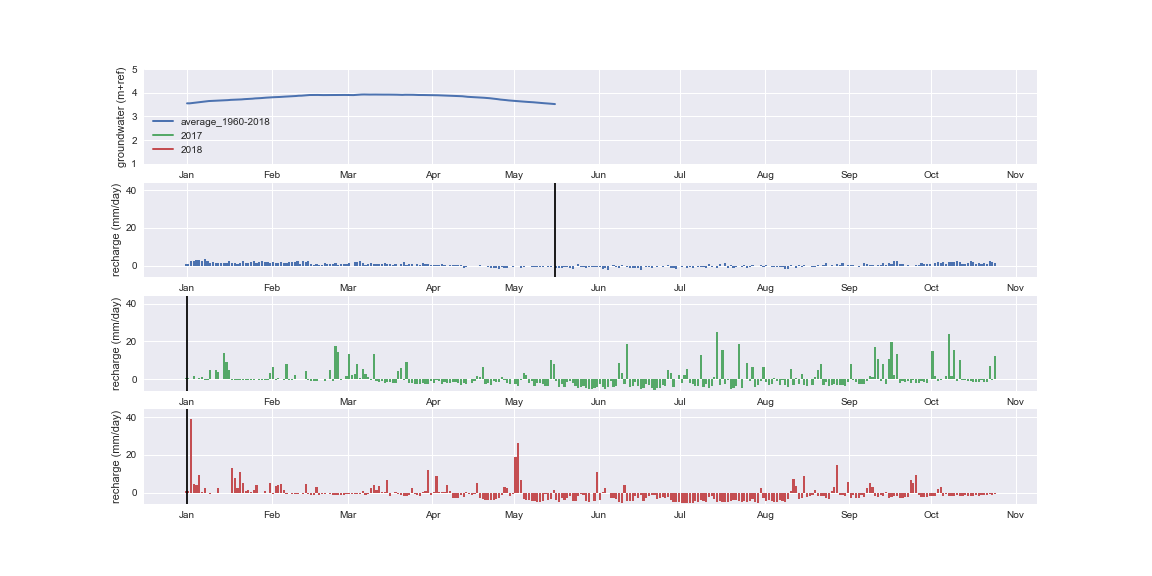 5
4
3
2
1
groundwater (m+ref)
average_1960-2018
2017
2018
Jan Feb Mar Apr May Jun Jul Aug Sep Oct Nov
40
20
0
recharge (mm/day)
Jan Feb Mar Apr May Jun Jul Aug Sep Oct Nov
40
20
0
recharge (mm/day)
Jan Feb Mar Apr May Jun Jul Aug Sep Oct Nov
40
20
0
recharge (mm/day)
Jan Feb Mar Apr May Jun Jul Aug Sep Oct Nov